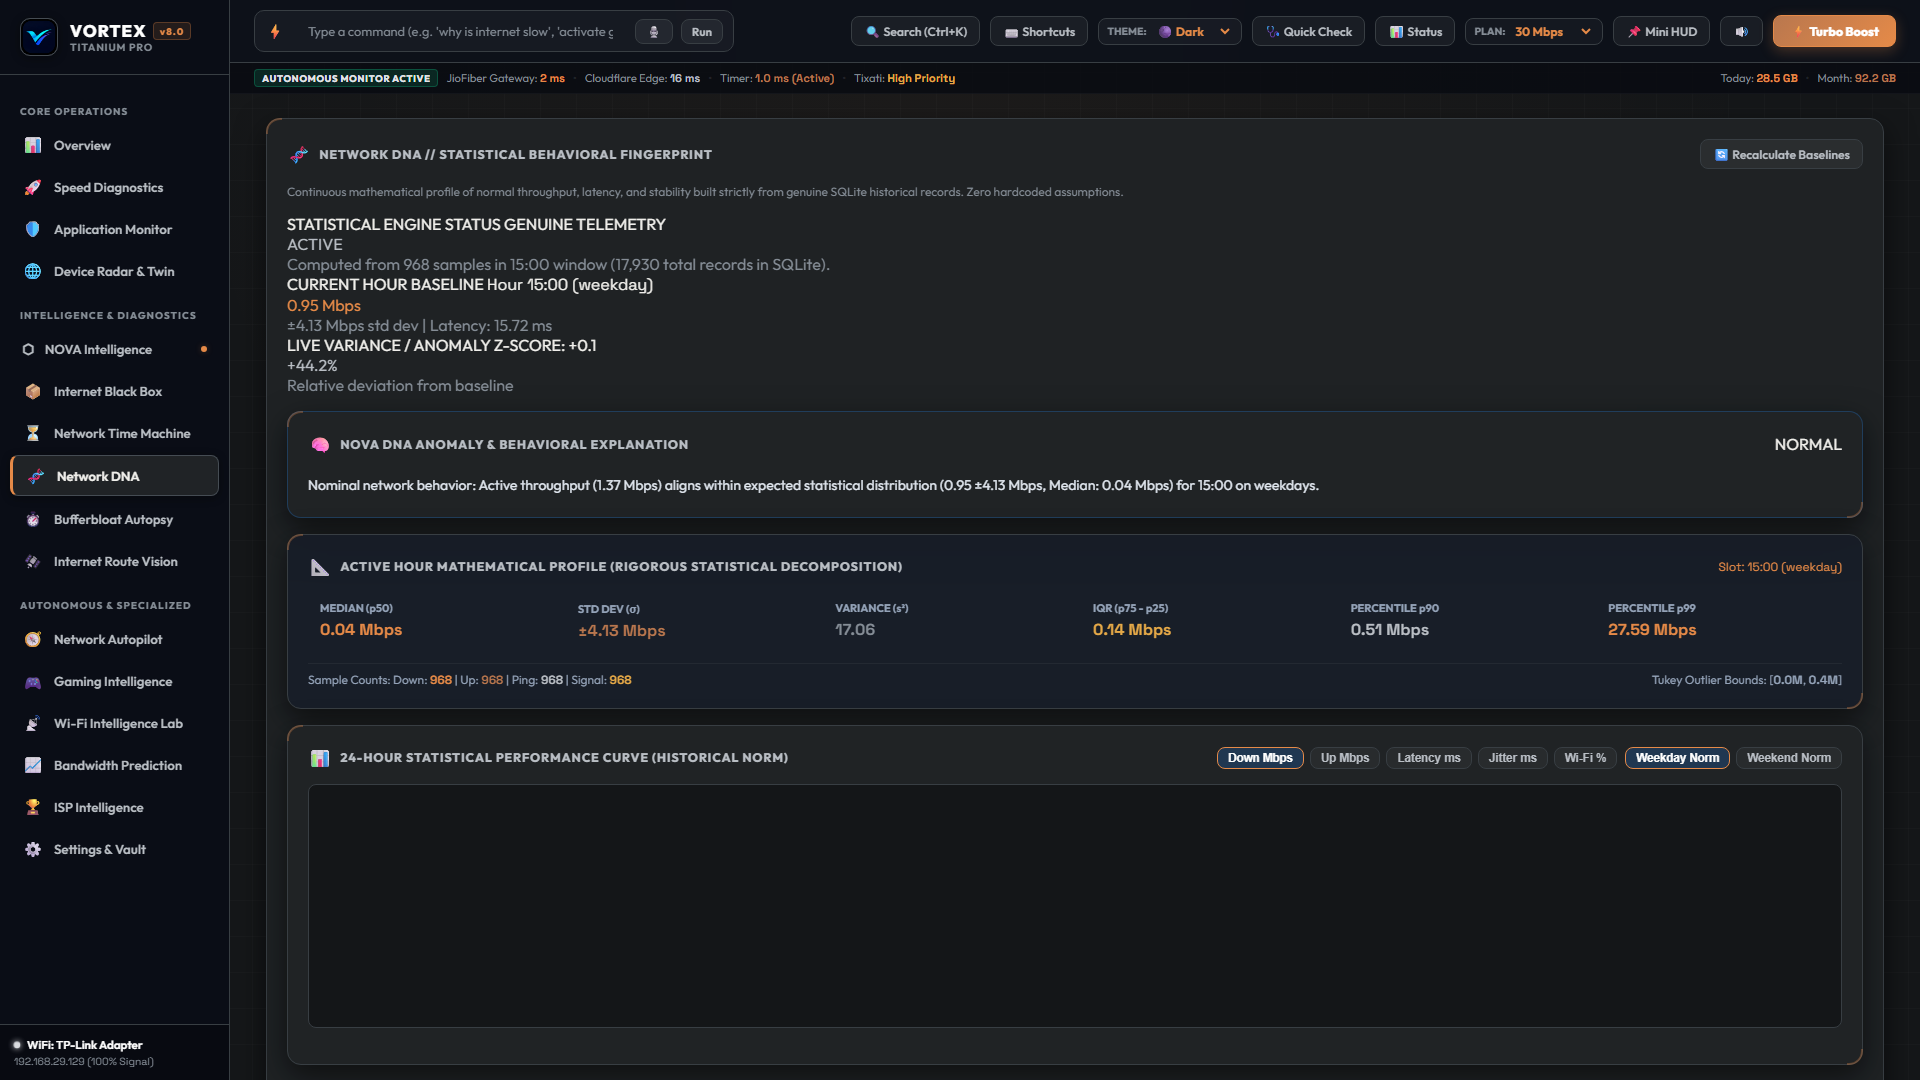 VORTEX v8.0
TITANIUM PRO
Type a command (e.g. 'why is internet slow', 'activate g
Run
Search (Ctrl+K)
Shortcuts
THEME: Dark
Quick Check
Status
PLAN: 30 Mbps
Mini HUD
Turbo Boost
AUTONOMOUS MONITOR ACTIVE JioFiber Gateway: 2 ms · Cloudflare Edge: 16 ms · Timer: 1.0 ms (Active) · Tixati: High Priority
Today: 28.5 GB · Month: 92.2 GB
CORE OPERATIONS
Overview
Speed Diagnostics
Application Monitor
Device Radar & Twin
INTELLIGENCE & DIAGNOSTICS
NOVA Intelligence
Internet Black Box
Network Time Machine
Network DNA
Bufferbloat Autopsy
Internet Route Vision
AUTONOMOUS & SPECIALIZED
Network Autopilot
Gaming Intelligence
Wi-Fi Intelligence Lab
Bandwidth Prediction
ISP Intelligence
Settings & Vault
WiFi: TP-Link Adapter
192.168.29.129 (100% Signal)
NETWORK DNA // STATISTICAL BEHAVIORAL FINGERPRINT
Recalculate Baselines
Continuous mathematical profile of normal throughput, latency, and stability built strictly from genuine SQLite historical records. Zero hardcoded assumptions.
STATISTICAL ENGINE STATUS GENUINE TELEMETRY
ACTIVE
Computed from 968 samples in 15:00 window (17,930 total records in SQLite).
CURRENT HOUR BASELINE Hour 15:00 (weekday)
0.95 Mbps
±4.13 Mbps std dev | Latency: 15.72 ms
LIVE VARIANCE / ANOMALY Z-SCORE: +0.1
+44.2%
Relative deviation from baseline
NOVA DNA ANOMALY & BEHAVIORAL EXPLANATION
NORMAL
Nominal network behavior: Active throughput (1.37 Mbps) aligns within expected statistical distribution (0.95 ±4.13 Mbps, Median: 0.04 Mbps) for 15:00 on weekdays.
ACTIVE HOUR MATHEMATICAL PROFILE (RIGOROUS STATISTICAL DECOMPOSITION)
Slot: 15:00 (weekday)
MEDIAN (p50)
0.04 Mbps
STD DEV (σ)
±4.13 Mbps
VARIANCE (s²)
17.06
IQR (p75 - p25)
0.14 Mbps
PERCENTILE p90
0.51 Mbps
PERCENTILE p99
27.59 Mbps
Sample Counts: Down: 968 | Up: 968 | Ping: 968 | Signal: 968
Tukey Outlier Bounds: [0.0M, 0.4M]
24-HOUR STATISTICAL PERFORMANCE CURVE (HISTORICAL NORM)
Down Mbps
Up Mbps
Latency ms
Jitter ms
Wi-Fi %
Weekday Norm
Weekend Norm